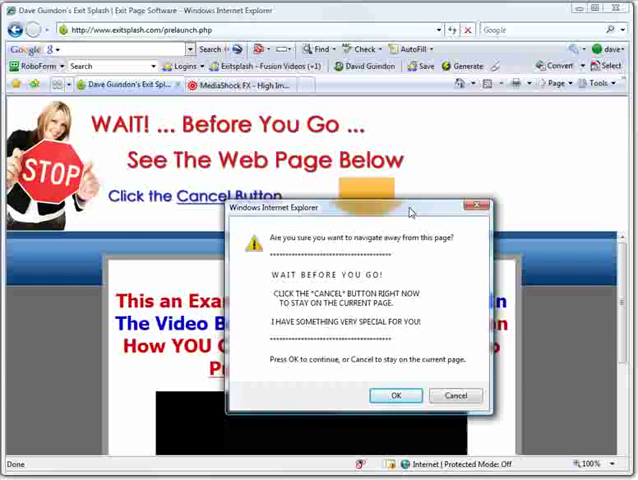 Dave Guindon's Exit Splash | Exit Page Software - Windows Internet Explorer
http://www.exitsplash.com/prelaunch.php
Google
Google Search Find Check AutoFill dave
RoboForm Search Logins Exitsplash - Fusion Videos (+1) David Guindon Save Generate Convert Select
Dave Guindon's Exit Spl... MediaShock FX - High Im... Page Tools
WAIT! ... Before You Go ...
See The Web Page Below
STOP
Click the Cancel Button
Windows Internet Explorer
Are you sure you want to navigate away from this page?
WAIT BEFORE YOU GO!
CLICK THE "CANCEL" BUTTON RIGHT NOW
TO STAY ON THE CURRENT PAGE.
I HAVE SOMETHING VERY SPECIAL FOR YOU!
Press OK to continue, or Cancel to stay on the current page.
OK Cancel
This an Exa
The Video B
How YOU C
Done Internet | Protected Mode: Off 100%